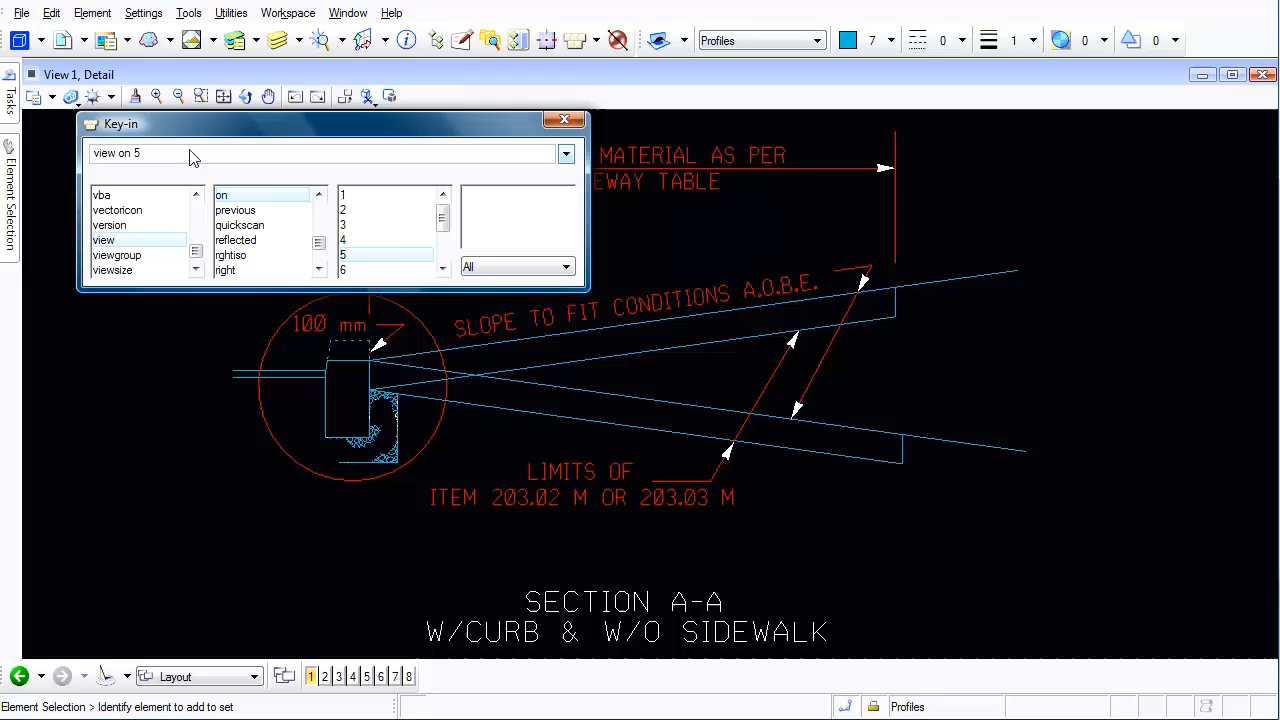 File Edit Element Settings Tools Utilities Workspace Window Help
Profiles 7 0 1 0 0
View 1, Detail
Tasks
Element Selection
Key-in
view on 5
vba on 1
vectoricon previous 2
version quickscan 3
view reflected 4
viewgroup rghtiso 5
viewsize right 6
All
MATERIAL AS PER
EWAY TABLE
SLOPE TO FIT CONDITIONS A.O.B.E.
100 mm
LIMITS OF
ITEM 203.02 M OR 203.03 M
SECTION A-A
W/CURB & W/O SIDEWALK
Layout 1 2 3 4 5 6 7 8
Element Selection > Identify element to add to set Profiles